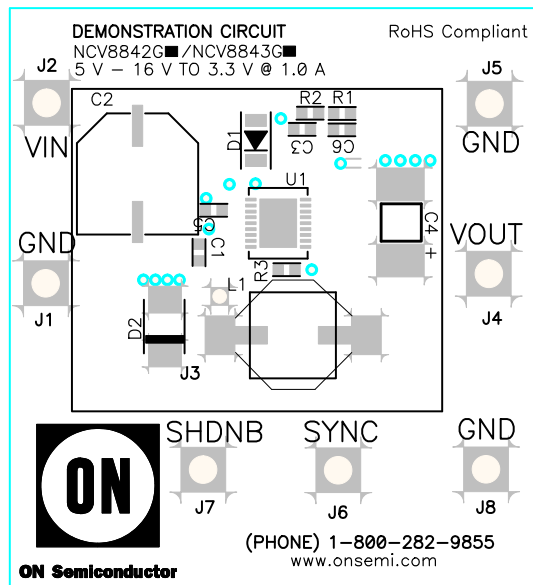 DEMONSTRATION CIRCUIT
RoHS Compliant
NCV8842G■/NCV8843G■
5 V – 16 V TO 3.3 V @ 1.0 A
J2
J5
C2
R2 R1
D1
C3 C6
VIN
GND
U1
C5
C4
+
GND
C1
VOUT
R3
L1
J1
J4
D2
J3
SHDNB
SYNC
GND
ON
J7
J6
J8
(PHONE) 1-800-282-9855
www.onsemi.com
ON Semiconductor